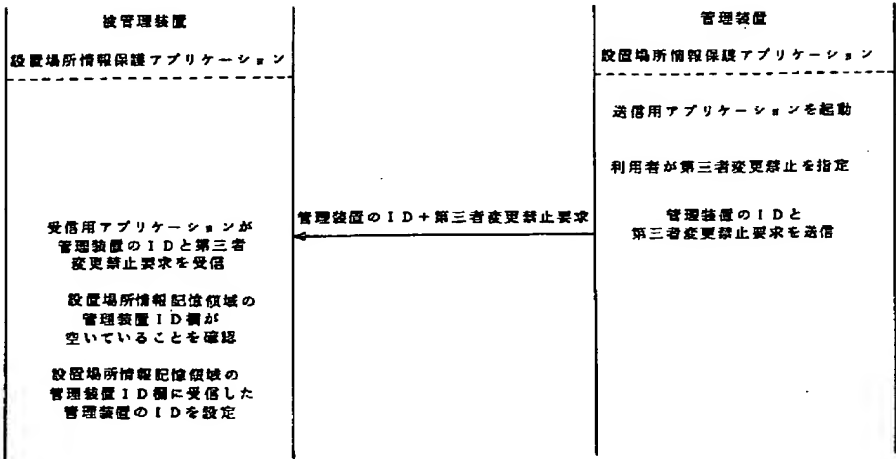 被管理装置
設置場所情報保護アプリケーション
受信用アプリケーションが
管理装置のIDと第三者
変更禁止要求を受信
設置場所情報記憶領域の
管理装置ID欄が
空いていることを確認
設置場所情報記憶領域の
管理装置ID欄に受信した
管理装置のIDを設定
管理装置のID+第三者変更禁止要求
管理装置
設置場所情報保護アプリケーション
送信用アプリケーションを起動
利用者が第三者変更禁止を指定
管理装置のIDと
第三者変更禁止要求を送信